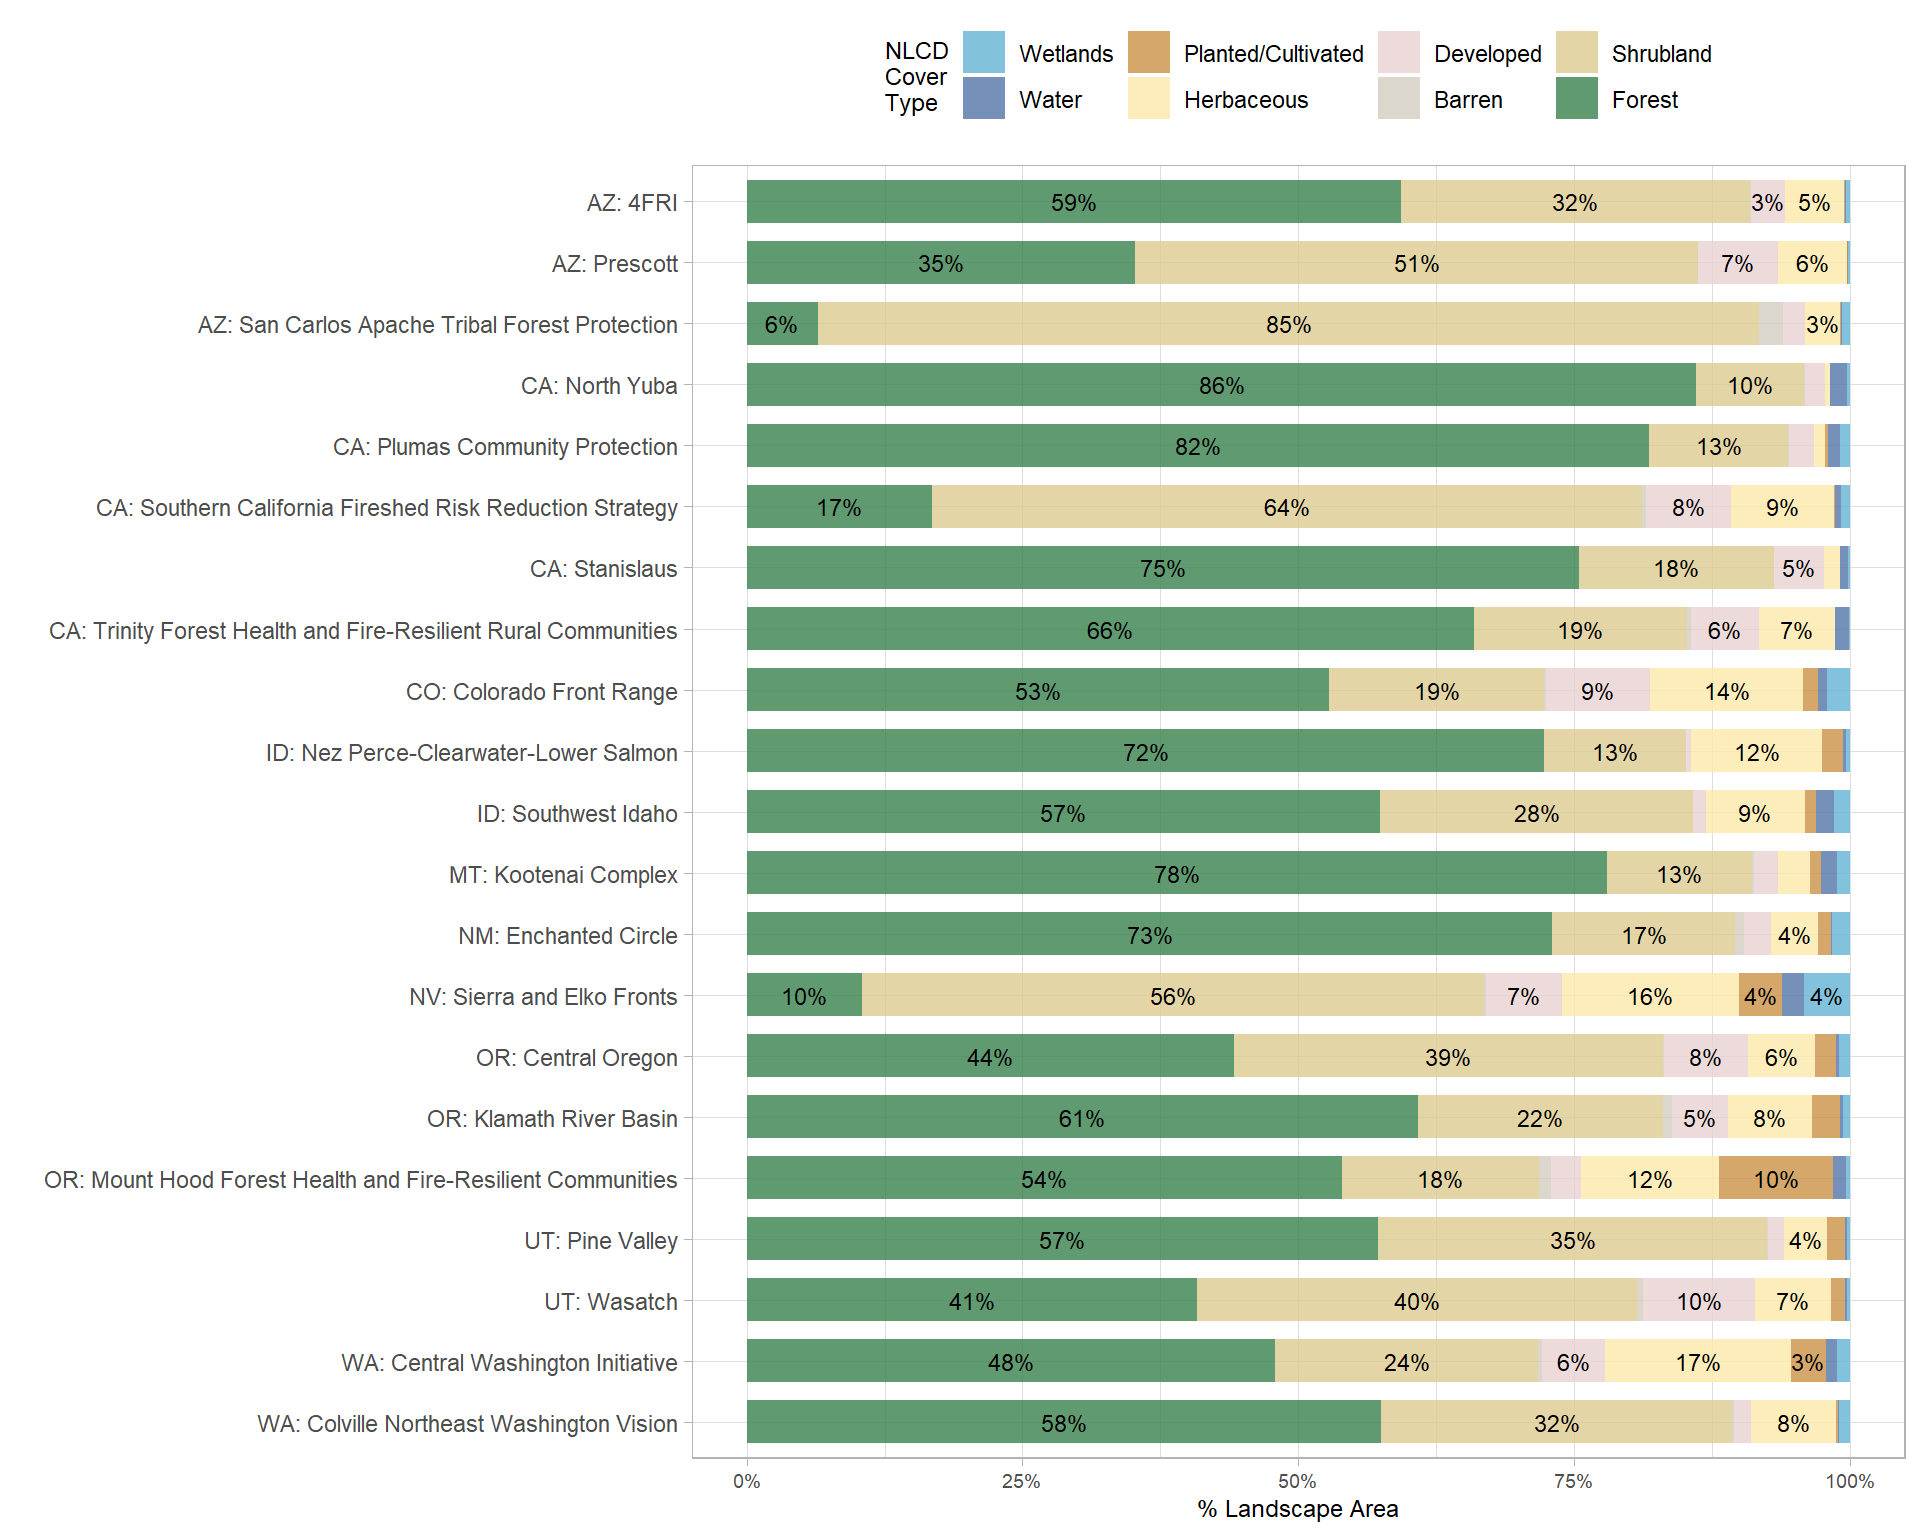 NLCD
Cover
Type
Wetlands Planted/Cultivated Developed Shrubland
Water Herbaceous Barren Forest
AZ: 4FRI 59% 32% 3% 5%
AZ: Prescott 35% 51% 7% 6%
AZ: San Carlos Apache Tribal Forest Protection 6% 85% 3%
CA: North Yuba 86% 10%
CA: Plumas Community Protection 82% 13%
CA: Southern California Fireshed Risk Reduction Strategy 17% 64% 8% 9%
CA: Stanislaus 75% 18% 5%
CA: Trinity Forest Health and Fire-Resilient Rural Communities 66% 19% 6% 7%
CO: Colorado Front Range 53% 19% 9% 14%
ID: Nez Perce-Clearwater-Lower Salmon 72% 13% 12%
ID: Southwest Idaho 57% 28% 9%
MT: Kootenai Complex 78% 13%
NM: Enchanted Circle 73% 17% 4%
NV: Sierra and Elko Fronts 10% 56% 7% 16% 4% 4%
OR: Central Oregon 44% 39% 8% 6%
OR: Klamath River Basin 61% 22% 5% 8%
OR: Mount Hood Forest Health and Fire-Resilient Communities 54% 18% 12% 10%
UT: Pine Valley 57% 35% 4%
UT: Wasatch 41% 40% 10% 7%
WA: Central Washington Initiative 48% 24% 6% 17% 3%
WA: Colville Northeast Washington Vision 58% 32% 8%
0% 25% 50% 75% 100%
% Landscape Area